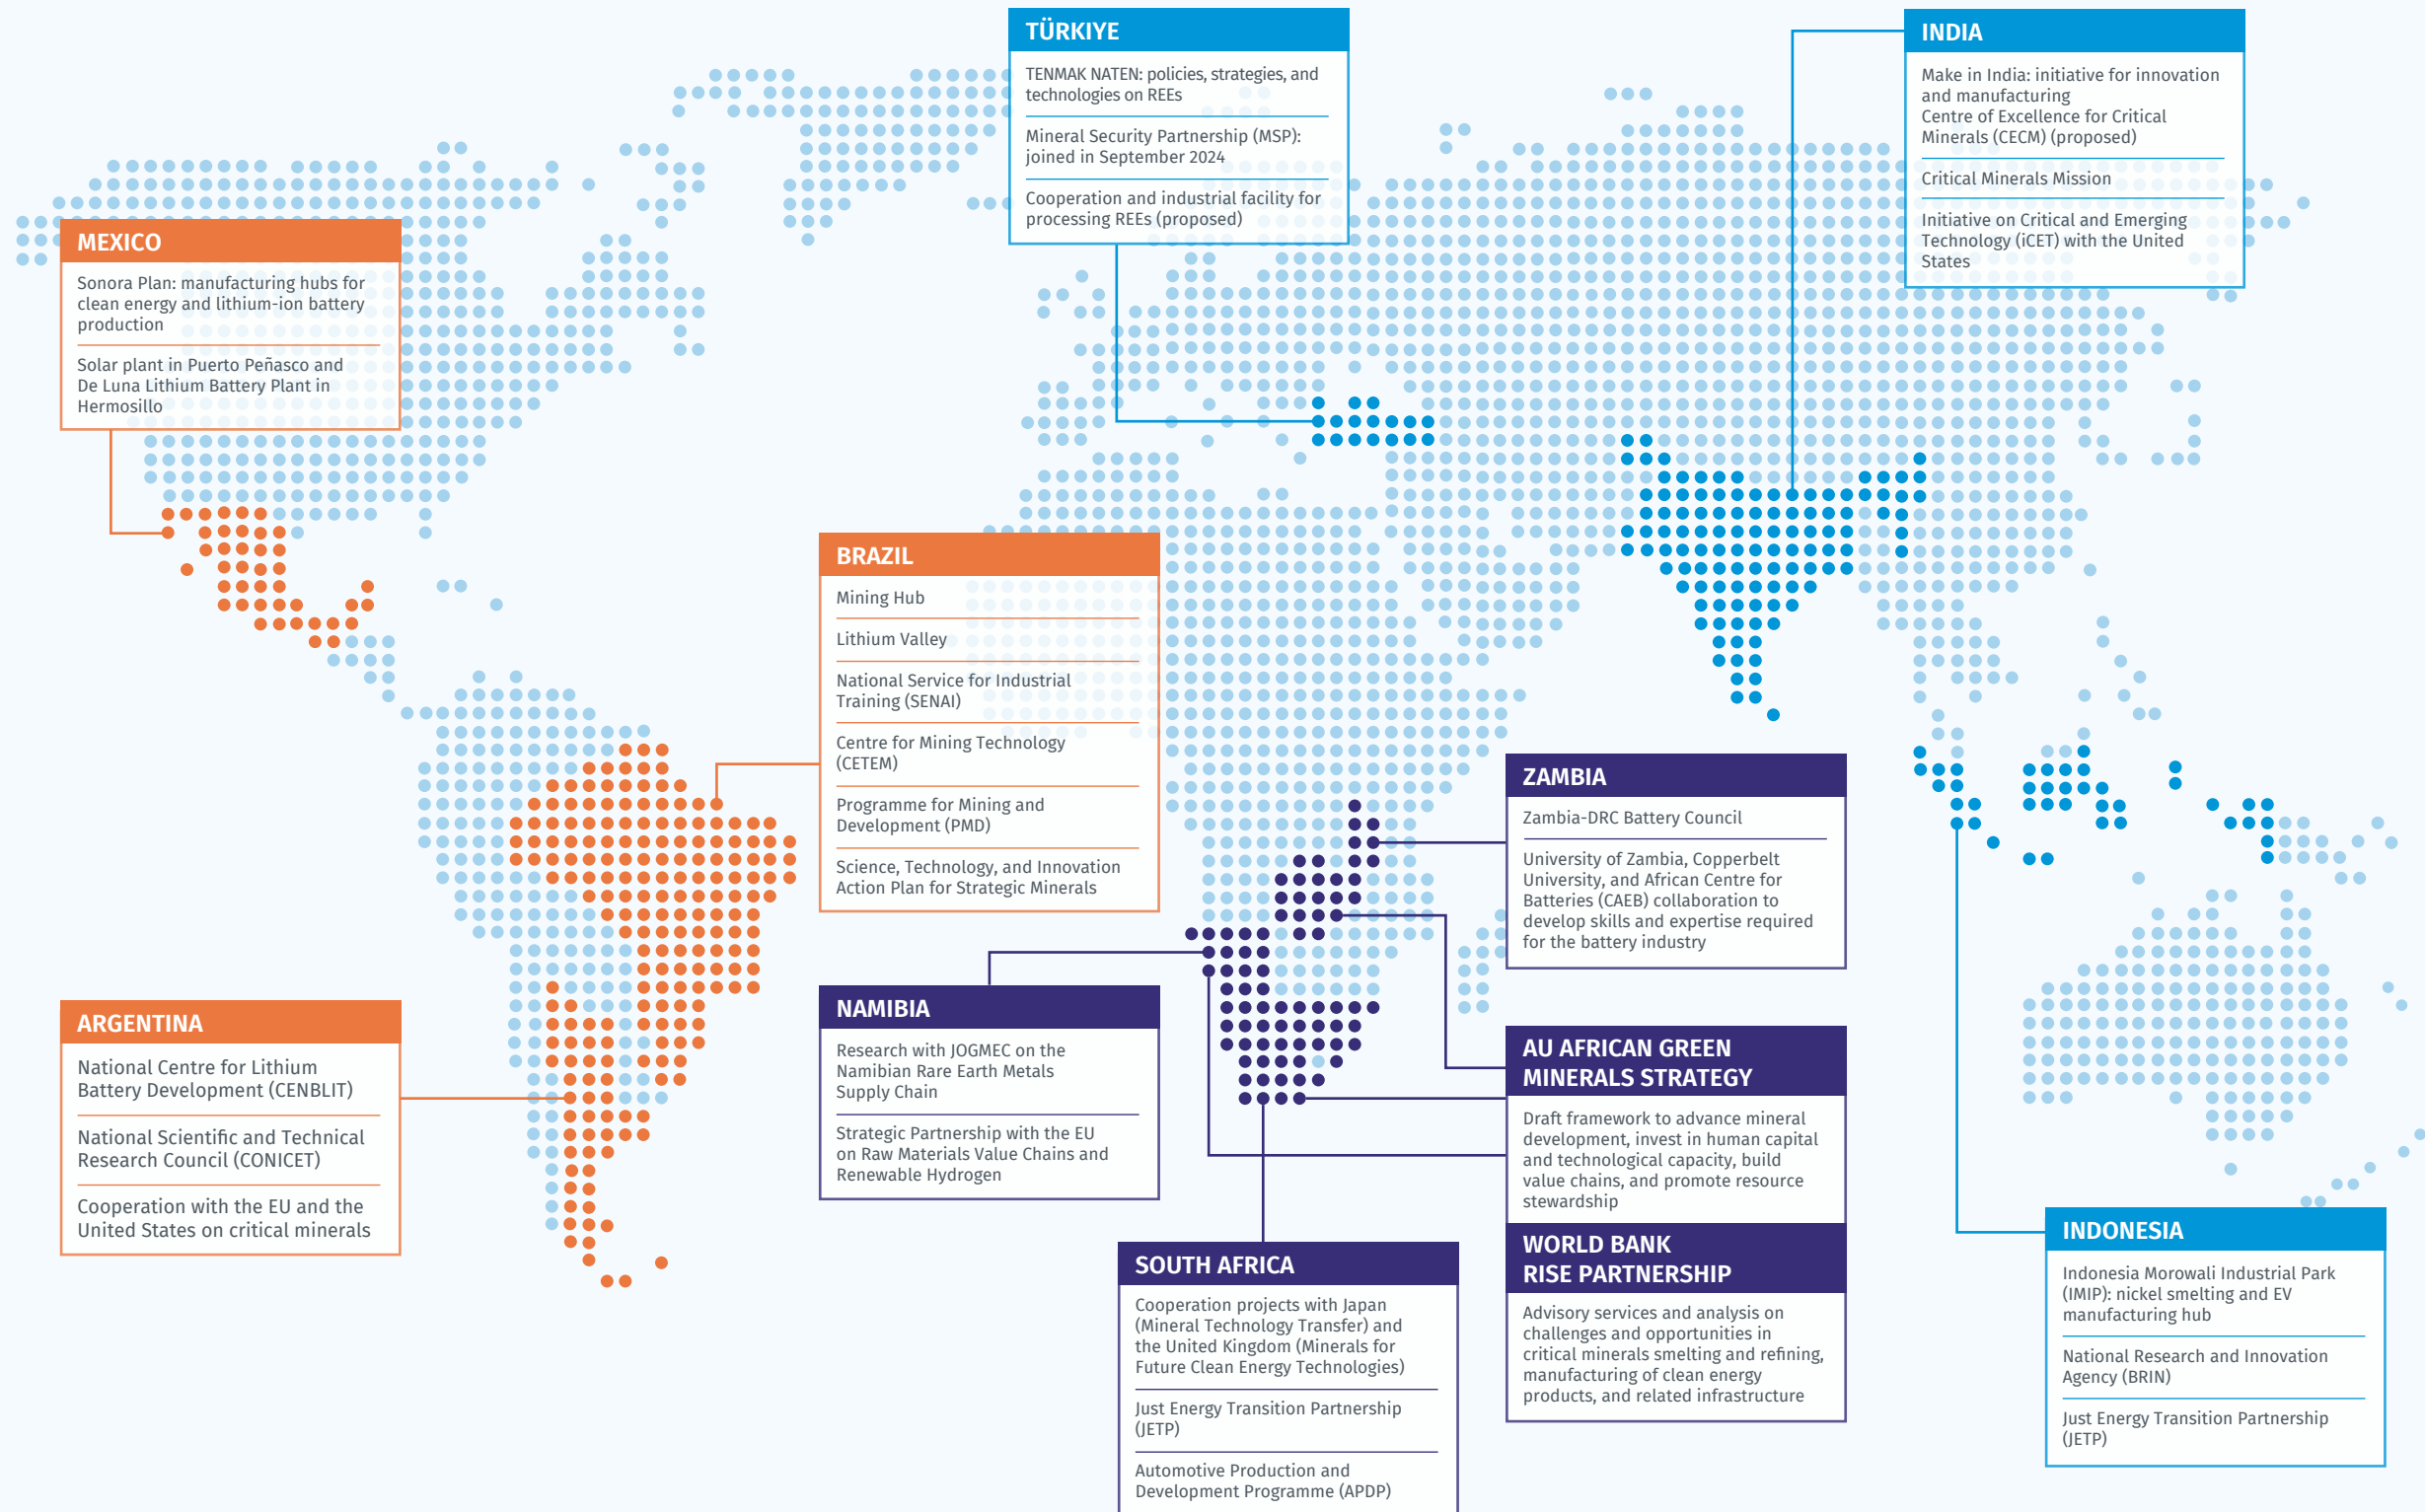 TÜRKIYE
TENMAK NATEN: policies, strategies, and
technologies on REEs
Mineral Security Partnership (MSP):
joined in September 2024
Cooperation and industrial facility for
processing REEs (proposed)
INDIA
Make in India: initiative for innovation
and manufacturing
Centre of Excellence for Critical
Minerals (CECM) (proposed)
Critical Minerals Mission
Initiative on Critical and Emerging
Technology (iCET) with the United
States
MEXICO
Sonora Plan: manufacturing hubs for
clean energy and lithium-ion battery
production
Solar plant in Puerto Peñasco and
De Luna Lithium Battery Plant in
Hermosillo
BRAZIL
Mining Hub
Lithium Valley
National Service for Industrial
Training (SENAI)
Centre for Mining Technology
(CETEM)
Programme for Mining and
Development (PMD)
Science, Technology, and Innovation
Action Plan for Strategic Minerals
ZAMBIA
Zambia-DRC Battery Council
University of Zambia, Copperbelt
University, and African Centre for
Batteries (CAEB) collaboration to
develop skills and expertise required
for the battery industry
ARGENTINA
National Centre for Lithium
Battery Development (CENBLIT)
National Scientific and Technical
Research Council (CONICET)
Cooperation with the EU and the
United States on critical minerals
NAMIBIA
Research with JOGMEC on the
Namibian Rare Earth Metals
Supply Chain
Strategic Partnership with the EU
on Raw Materials Value Chains and
Renewable Hydrogen
AU AFRICAN GREEN
MINERALS STRATEGY
Draft framework to advance mineral
development, invest in human capital
and technological capacity, build
value chains, and promote resource
stewardship
WORLD BANK
RISE PARTNERSHIP
Advisory services and analysis on
challenges and opportunities in
critical minerals smelting and refining,
manufacturing of clean energy
products, and related infrastructure
SOUTH AFRICA
Cooperation projects with Japan
(Mineral Technology Transfer) and
the United Kingdom (Minerals for
Future Clean Energy Technologies)
Just Energy Transition Partnership
(JETP)
Automotive Production and
Development Programme (APDP)
INDONESIA
Indonesia Morowali Industrial Park
(IMIP): nickel smelting and EV
manufacturing hub
National Research and Innovation
Agency (BRIN)
Just Energy Transition Partnership
(JETP)